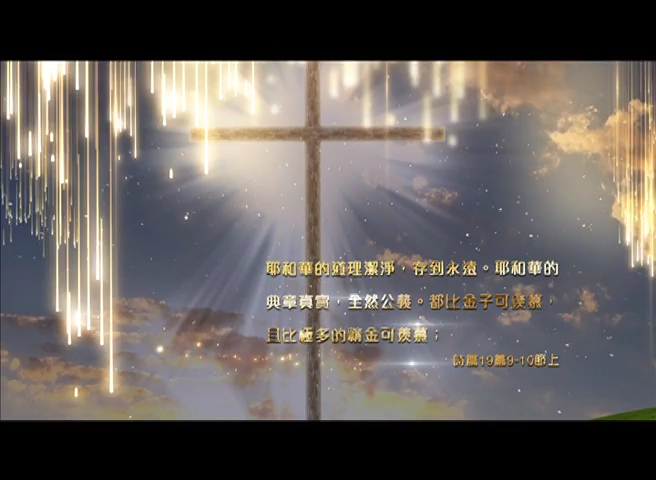 耶和華的道理潔淨，存到永遠。耶和華的
典章真實，全然公義。都比金子可羨慕，
且比極多的精金可羨慕；
詩篇19篇9-10節上